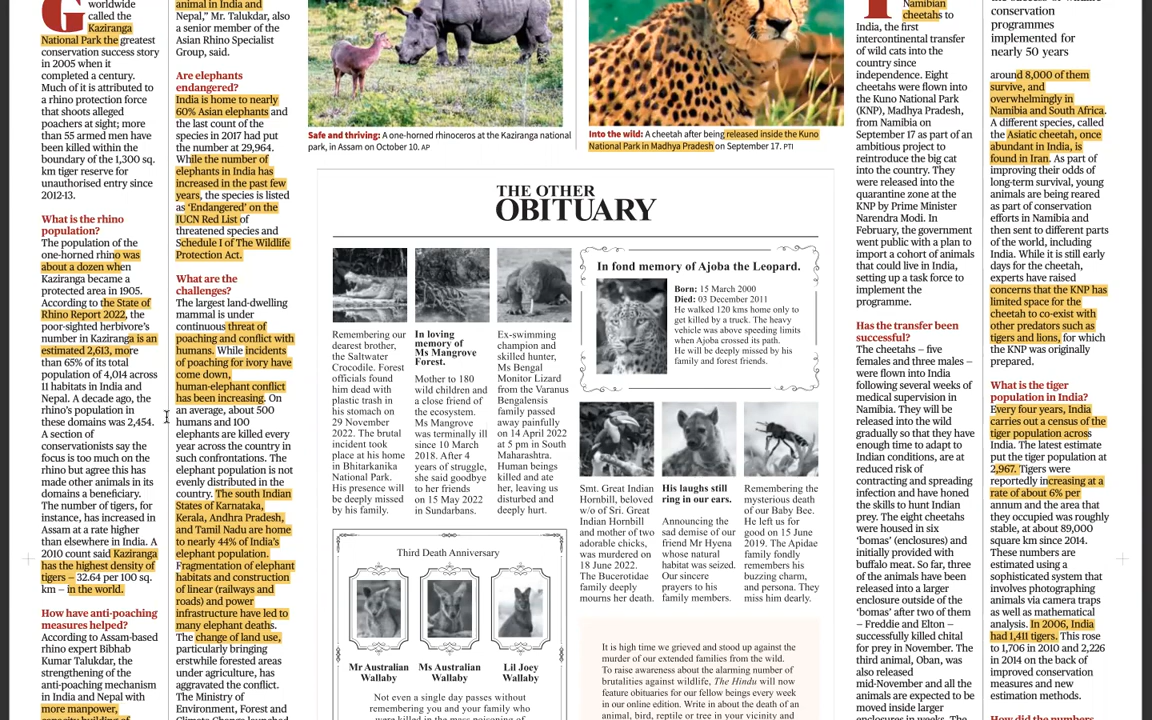 G
worldwide
called the
Kaziranga
National Park the greatest
conservation success story
in 2005 when it
completed a century.
Much of it is attributed to
a rhino protection force
that shoots alleged
poachers at sight; more
than 55 armed men have
been killed within the
boundary of the 1,300 sq.
km tiger reserve for
unauthorised entry since
2012-13.
What is the rhino
population?
The population of the
one-horned rhino was
about a dozen when
Kaziranga became a
protected area in 1905.
According to the State of
Rhino Report 2022, the
poor-sighted herbivore's
number in Kaziranga is an
estimated 2,613, more
than 65% of its total
population of 4,014 across
11 habitats in India and
Nepal. A decade ago, the
rhino's population in
these domains was 2,454.
A section of
conservationists say the
focus is too much on the
rhino but agree this has
made other animals in its
domains a beneficiary.
The number of tigers, for
instance, has increased in
Assam at a rate higher
than elsewhere in India. A
2010 count said Kaziranga
has the highest density of
tigers – 32.64 per 100 sq.
km – in the world.
How have anti-poaching
measures helped?
According to Assam-based
rhino expert Bibhab
Kumar Talukdar, the
strengthening of the
anti-poaching mechanism
in India and Nepal with
more manpower,
capacity building of
animal in India and
Nepal,” Mr. Talukdar, also
a senior member of the
Asian Rhino Specialist
Group, said.
Are elephants
endangered?
India is home to nearly
60% Asian elephants and
the last count of the
species in 2017 had put
the number at 29,964.
While the number of
elephants in India has
increased in the past few
years, the species is listed
as ‘Endangered’ on the
IUCN Red List of
threatened species and
Schedule I of The Wildlife
Protection Act.
What are the
challenges?
The largest land-dwelling
mammal is under
continuous threat of
poaching and conflict with
humans. While incidents
of poaching for ivory have
come down,
human-elephant conflict
has been increasing. On
an average, about 500
humans and 100
elephants are killed every
year across the country in
such confrontations. The
elephant population is not
evenly distributed in the
country. The south Indian
States of Karnataka,
Kerala, Andhra Pradesh,
and Tamil Nadu are home
to nearly 44% of India's
elephant population.
Fragmentation of elephant
habitats and construction
of linear (railways and
roads) and power
infrastructure have led to
many elephant deaths.
The change of land use,
particularly bringing
erstwhile forested areas
under agriculture, has
aggravated the conflict.
The Ministry of
Environment, Forest and
Climate Change launched
Safe and thriving: A one-horned rhinoceros at the Kaziranga national
park, in Assam on October 10. AP
Into the wild: A cheetah after being released inside the Kuno
National Park in Madhya Pradesh on September 17. PTI
THE OTHER
OBITUARY
Remembering our
dearest brother,
the Saltwater
Crocodile. Forest
officials found
him dead with
plastic trash in
his stomach on
29 November
2022. The brutal
incident took
place at his home
in Bhitarkanika
National Park.
His presence will
be deeply missed
by his family.
In loving
memory of
Ms Mangrove
Forest.
Mother to 180
wild children and
a close friend of
the ecosystem.
Ms Mangrove
was terminally ill
since 10 March
2018. After 4
years of struggle,
she said goodbye
to her friends
on 15 May 2022
in Sundarbans.
Ex-swimming
champion and
skilled hunter,
Ms Bengal
Monitor Lizard
from the Varanus
Bengalensis
family passed
away painfully
on 14 April 2022
at 5 pm in South
Maharashtra.
Human beings
killed and ate
her, leaving us
disturbed and
deeply hurt.
In fond memory of Ajoba the Leopard.
Born: 15 March 2000
Died: 03 December 2011
He walked 120 kms home only to
get killed by a truck. The heavy
vehicle was above speeding limits
when Ajoba crossed its path.
He will be deeply missed by his
family and forest friends.
Smt. Great Indian
Hornbill, beloved
w/o of Sri. Great
Indian Hornbill
and mother of two
adorable chicks,
was murdered on
18 June 2022.
The Bucerotidae
family deeply
mourns her death.
His laughs still
ring in our ears.
Announcing the
sad demise of our
friend Mr Hyena
whose natural
habitat was seized.
Our sincere
prayers to his
family members.
Remembering the
mysterious death
of our Baby Bee.
He left us for
good on 15 June
2019. The Apidae
family fondly
remembers his
buzzing charm,
and persona. They
miss him dearly.
Third Death Anniversary
Mr Australian
Wallaby
Ms Australian
Wallaby
Lil Joey
Wallaby
Not even a single day passes without
remembering you and your family who
were killed in the mass poisoning of
It is high time we grieved and stood up against the
murder of our extended families from the wild.
To raise awareness about the alarming number of
brutalities against wildlife, The Hindu will now
feature obituaries for our fellow beings every week
in our online edition. Write in about the death of an
animal, bird, reptile or tree in your vicinity and
Namibian
cheetahs to
India, the first
intercontinental transfer
of wild cats into the
country since
independence. Eight
cheetahs were flown into
the Kuno National Park
(KNP), Madhya Pradesh,
from Namibia on
September 17 as part of an
ambitious project to
reintroduce the big cat
into the country. They
were released into the
quarantine zone at the
KNP by Prime Minister
Narendra Modi. In
February, the government
went public with a plan to
import a cohort of animals
that could live in India,
setting up a task force to
implement the
programme.
Has the transfer been
successful?
The cheetahs – five
females and three males –
were flown into India
following several weeks of
medical supervision in
Namibia. They will be
released into the wild
gradually so that they have
enough time to adapt to
Indian conditions, are at
reduced risk of
contracting and spreading
infection and have honed
the skills to hunt Indian
prey. The eight cheetahs
were housed in six
‘bomas’ (enclosures) and
initially provided with
buffalo meat. So far, three
of the animals have been
released into a larger
enclosure outside of the
‘bomas’ after two of them
– Freddie and Elton –
successfully killed chital
for prey in November. The
third animal, Oban, was
also released
mid-November and all the
animals are expected to be
moved inside larger
enclosures in weeks. The
conservation
programmes
implemented for
nearly 50 years
around 8,000 of them
survive, and
overwhelmingly in
Namibia and South Africa.
A different species, called
the Asiatic cheetah, once
abundant in India, is
found in Iran. As part of
improving their odds of
long-term survival, young
animals are being reared
as part of conservation
efforts in Namibia and
then sent to different parts
of the world, including
India. While it is still early
days for the cheetah,
experts have raised
concerns that the KNP has
limited space for the
cheetah to co-exist with
other predators such as
tigers and lions, for which
the KNP was originally
prepared.
What is the tiger
population in India?
Every four years, India
carries out a census of the
tiger population across
India. The latest estimate
put the tiger population at
2,967. Tigers were
reportedly increasing at a
rate of about 6% per
annum and the area that
they occupied was roughly
stable, at about 89,000
square km since 2014.
These numbers are
estimated using a
sophisticated system that
involves photographing
animals via camera traps
as well as mathematical
analysis. In 2006, India
had 1,411 tigers. This rose
to 1,706 in 2010 and 2,226
in 2014 on the back of
improved conservation
measures and new
estimation methods.
How did the numbers